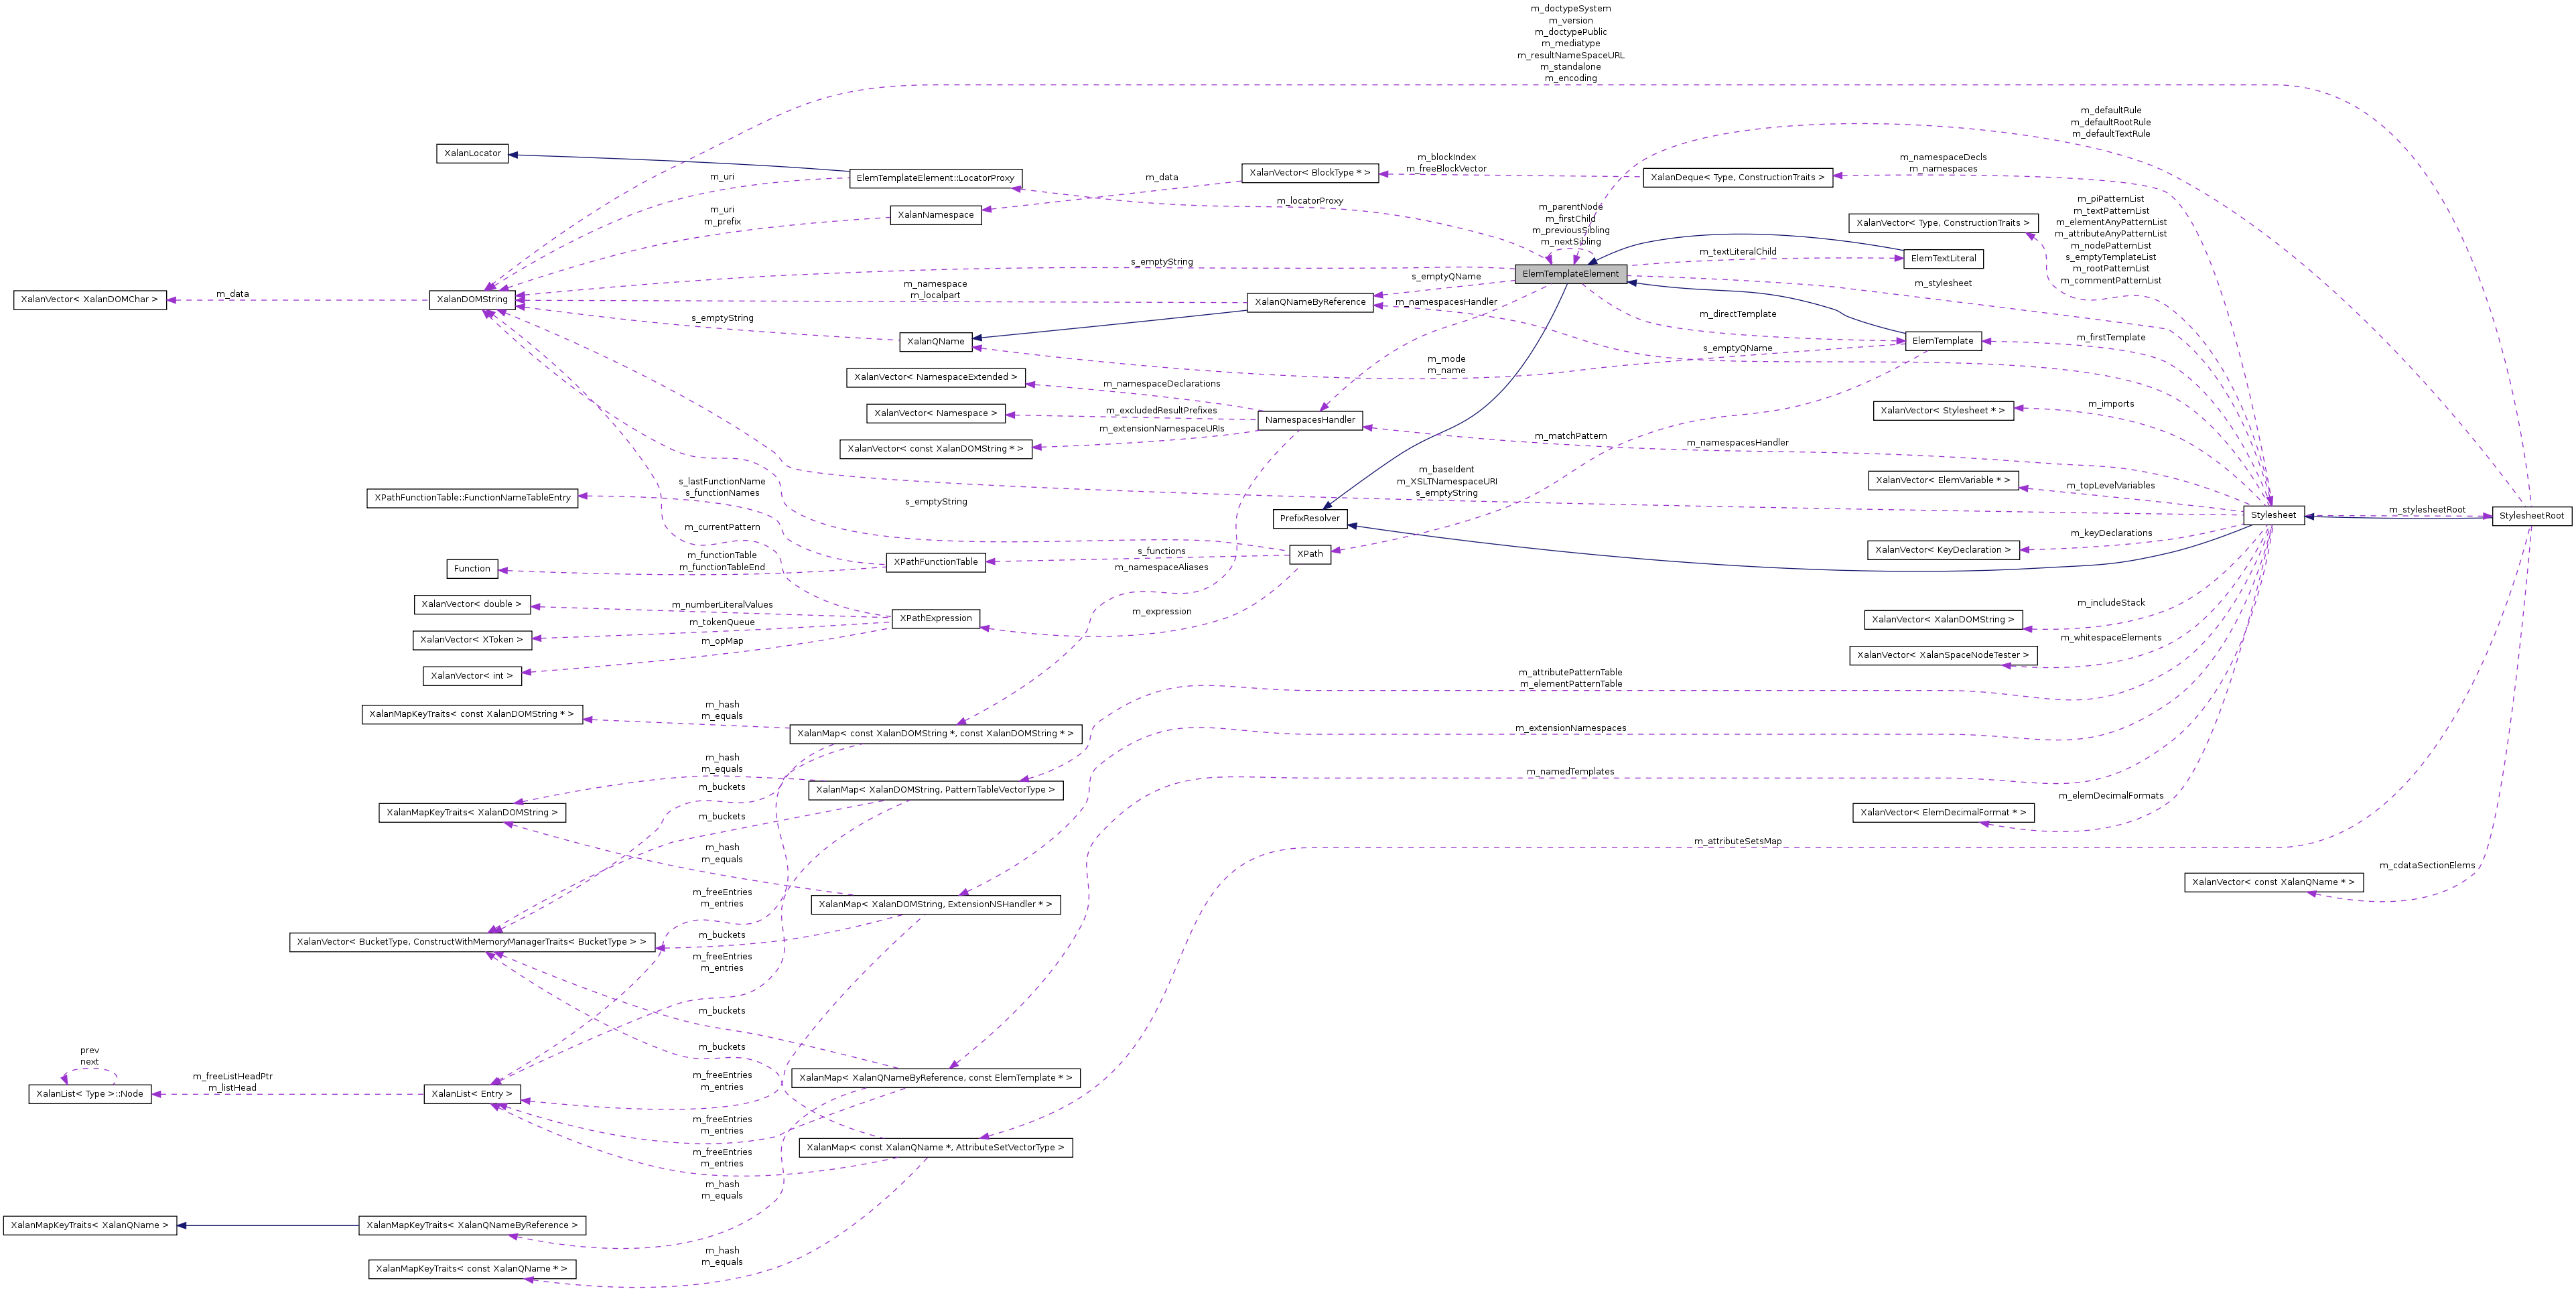 m_doctypeSystem
m_version
m_doctypePublic
m_mediatype
m_resultNameSpaceURL
m_standalone
m_encoding
m_defaultRule
m_defaultRootRule
m_defaultTextRule
XalanLocator
ElemTemplateElement::LocatorProxy
m_uri
m_uri
m_prefix
XalanNamespace
m_data
XalanVector< BlockType * >
m_blockIndex
m_freeBlockVector
XalanDeque< Type, ConstructionTraits >
m_namespaceDecls
m_namespaces
m_locatorProxy
m_parentNode
m_firstChild
m_previousSibling
m_nextSibling
XalanVector< Type, ConstructionTraits >
m_piPatternList
m_textPatternList
m_elementAnyPatternList
m_attributeAnyPatternList
m_nodePatternList
s_emptyTemplateList
m_rootPatternList
m_commentPatternList
ElemTemplateElement
m_textLiteralChild
ElemTextLiteral
s_emptyString
s_emptyQName
m_stylesheet
XalanVector< XalanDOMChar >
m_data
XalanDOMString
m_namespace
m_localpart
XalanQNameByReference
m_namespacesHandler
m_directTemplate
s_emptyString
XalanQName
ElemTemplate
m_firstTemplate
s_emptyQName
m_mode
m_name
XalanVector< NamespaceExtended >
m_namespaceDeclarations
XalanVector< Namespace >
m_excludedResultPrefixes
m_extensionNamespaceURIs
NamespacesHandler
XalanVector< const XalanDOMString * >
XalanVector< Stylesheet * >
m_imports
m_matchPattern
m_namespacesHandler
m_baseIdent
m_XSLTNamespaceURI
s_emptyString
XalanVector< ElemVariable * >
m_topLevelVariables
XPathFunctionTable::FunctionNameTableEntry
s_lastFunctionName
s_functionNames
s_emptyString
PrefixResolver
Stylesheet
m_stylesheetRoot
StylesheetRoot
m_currentPattern
XalanVector< KeyDeclaration >
m_keyDeclarations
s_functions
XPath
m_functionTable
m_functionTableEnd
Function
XPathFunctionTable
m_namespaceAliases
XalanVector< double >
m_numberLiteralValues
m_expression
m_includeStack
XalanVector< XalanDOMString >
m_tokenQueue
XPathExpression
XalanVector< XToken >
m_opMap
m_whitespaceElements
XalanVector< XalanSpaceNodeTester >
XalanVector< int >
m_attributePatternTable
m_elementPatternTable
XalanMapKeyTraits< const XalanDOMString * >
m_hash
m_equals
XalanMap< const XalanDOMString *, const XalanDOMString * >
m_extensionNamespaces
m_hash
m_equals
m_buckets
XalanMap< XalanDOMString, PatternTableVectorType >
m_namedTemplates
m_elemDecimalFormats
XalanMapKeyTraits< XalanDOMString >
m_buckets
XalanVector< ElemDecimalFormat * >
m_hash
m_equals
m_attributeSetsMap
m_cdataSectionElems
XalanVector< const XalanQName * >
m_freeEntries
m_entries
XalanMap< XalanDOMString, ExtensionNSHandler * >
XalanVector< BucketType, ConstructWithMemoryManagerTraits< BucketType > >
m_buckets
m_freeEntries
m_entries
m_buckets
prev
next
m_buckets
XalanList< Type >::Node
m_freeListHeadPtr
m_listHead
XalanList< Entry >
m_freeEntries
m_entries
XalanMap< XalanQNameByReference, const ElemTemplate * >
m_freeEntries
m_entries
XalanMap< const XalanQName *, AttributeSetVectorType >
m_freeEntries
m_entries
m_hash
m_equals
XalanMapKeyTraits< XalanQName >
XalanMapKeyTraits< XalanQNameByReference >
m_hash
m_equals
XalanMapKeyTraits< const XalanQName * >